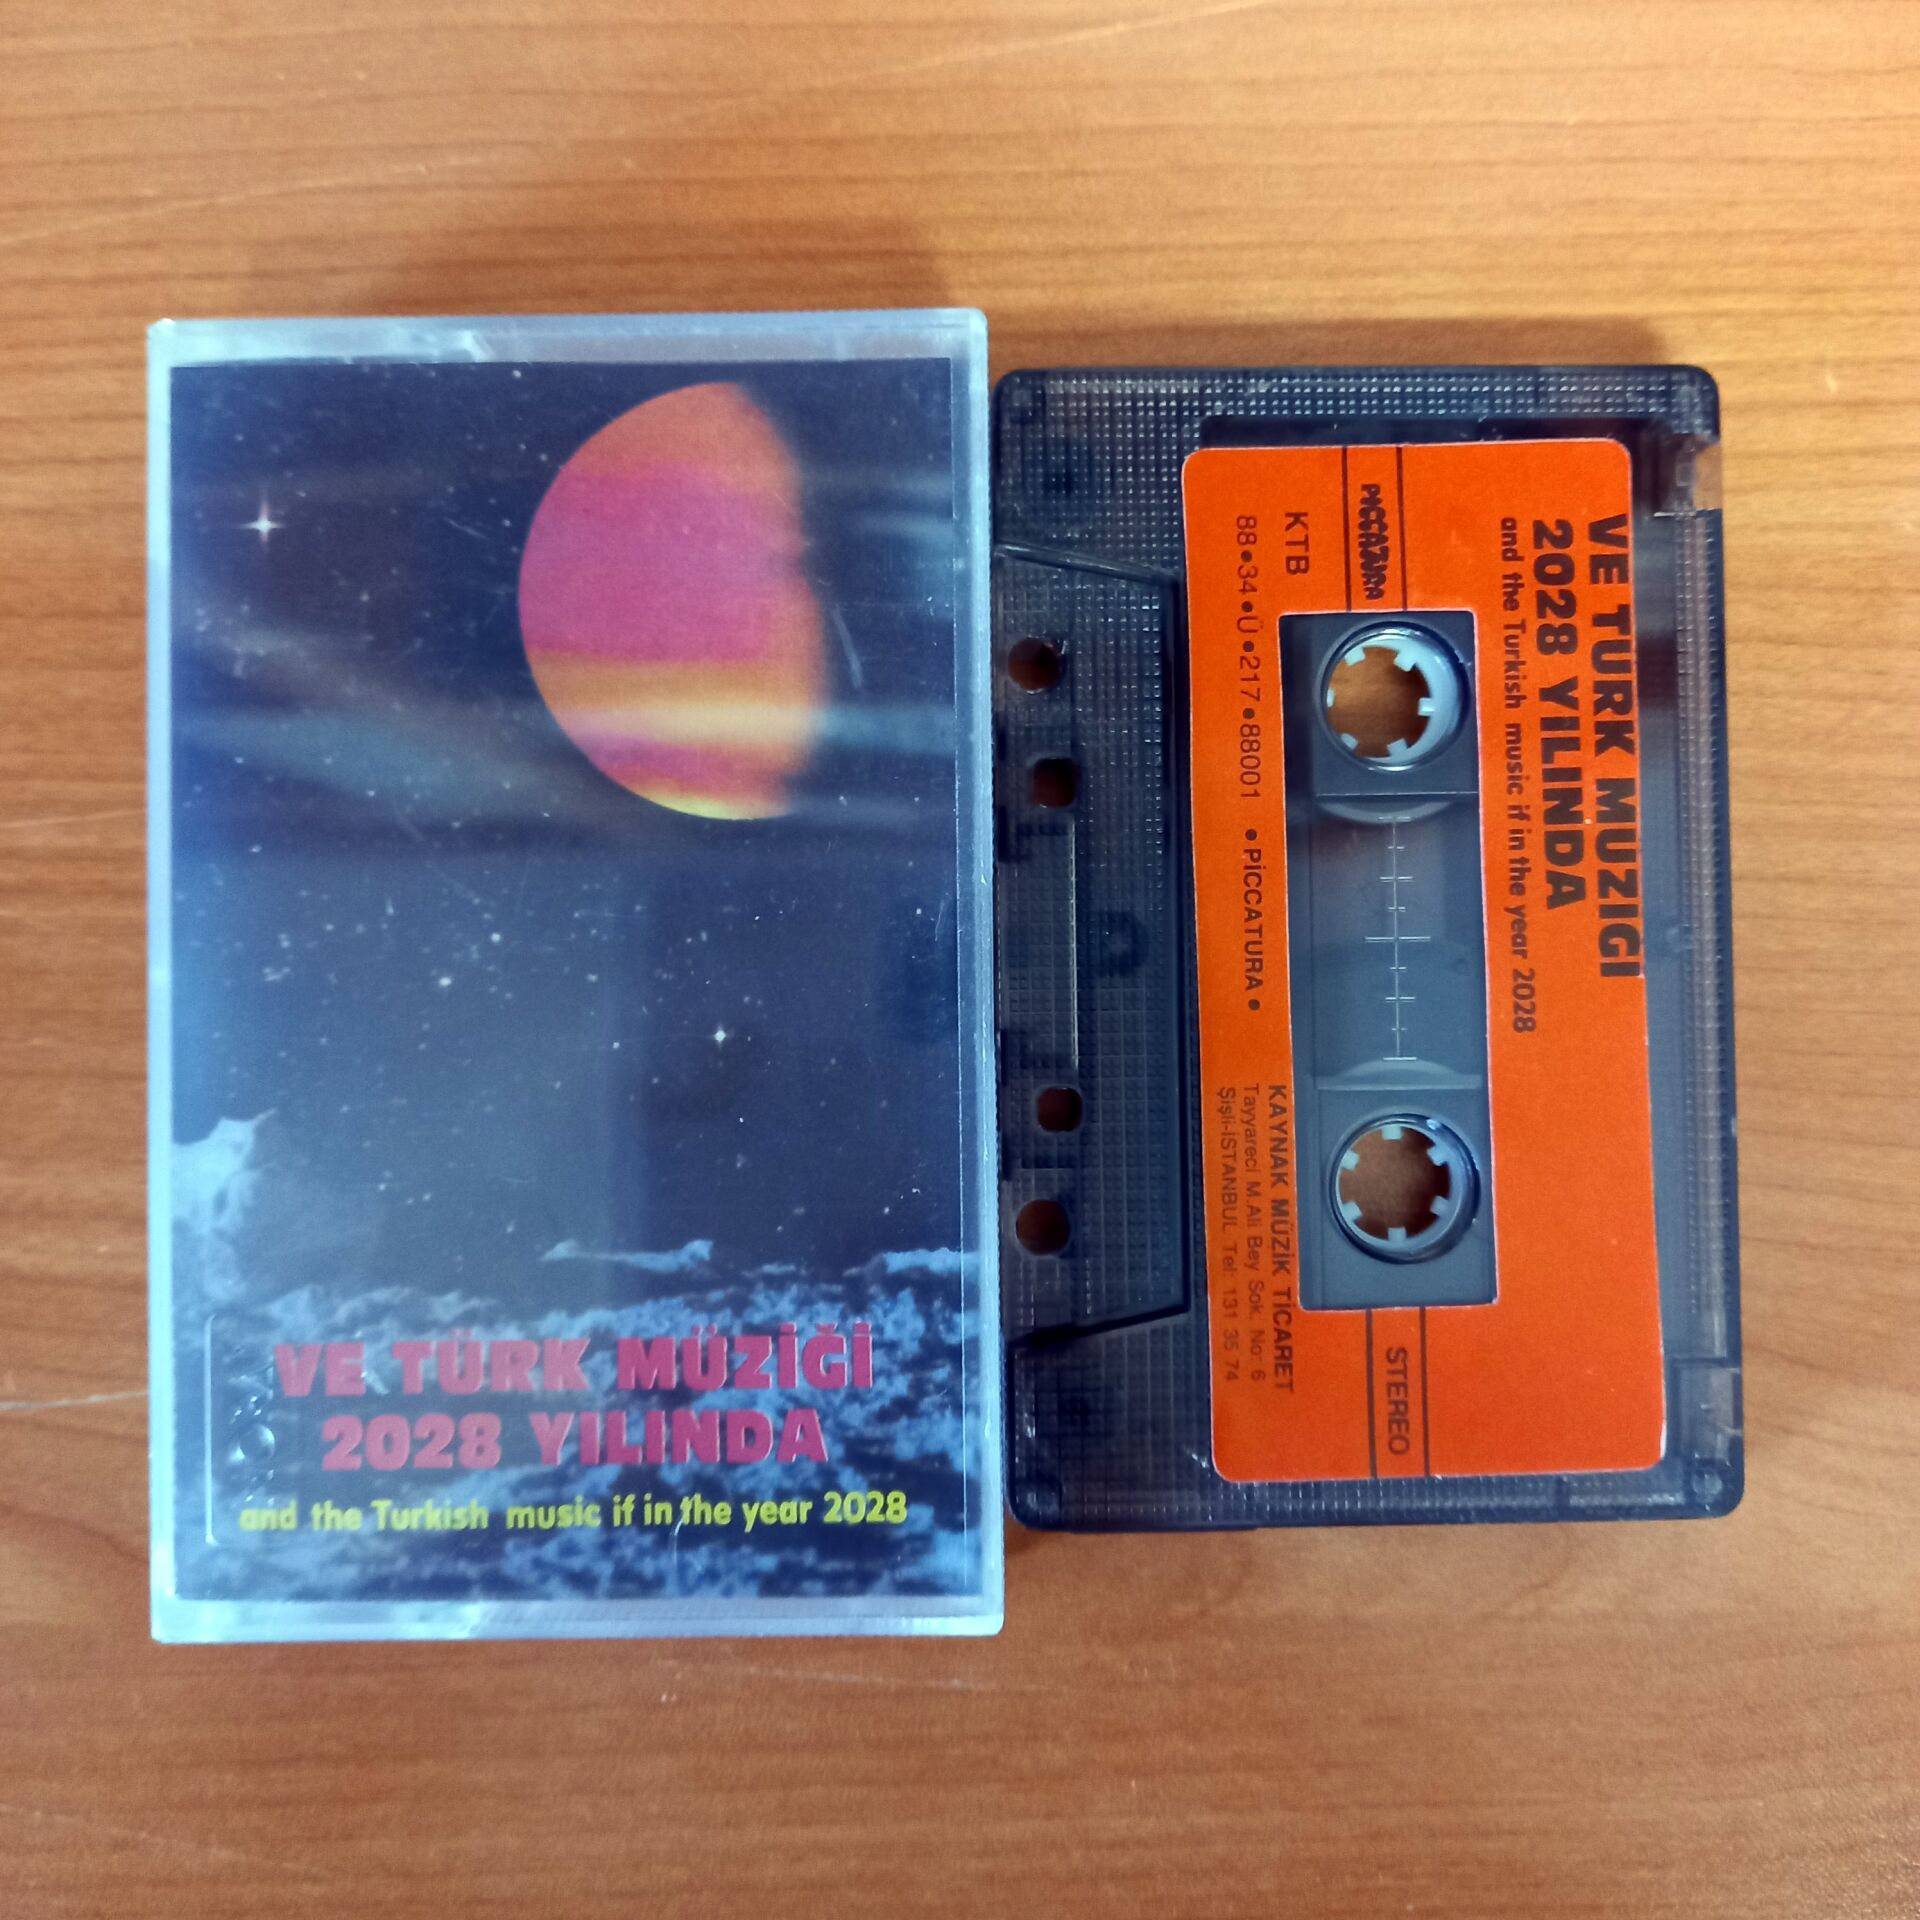 VE TÜRK MÜZİĞİ
2028 YILINDA
and the Turkish music if in the year 2028
VE TÜRK MÜZİĞİ
2028 YILINDA
and the Turkish music if in the year 2028
PICCATURA
STEREO
KTB
88•34•Ü•217•88001 •PİCCATURA•
KAYNAK MÜZİK TİCARET
Tayyareci M.Ali Bey Sok. No: 6
Şişli-İSTANBUL Tel: 131 35 74